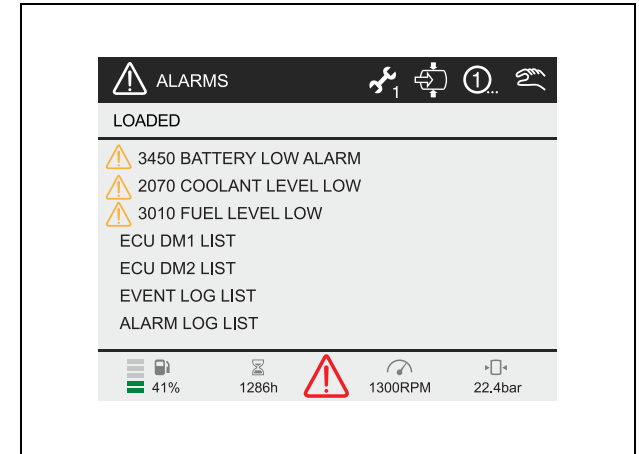 ALARMS 1 1...
LOADED
3450 BATTERY LOW ALARM
2070 COOLANT LEVEL LOW
3010 FUEL LEVEL LOW
ECU DM1 LIST
ECU DM2 LIST
EVENT LOG LIST
ALARM LOG LIST
41% 1286h 1300RPM 22.4bar